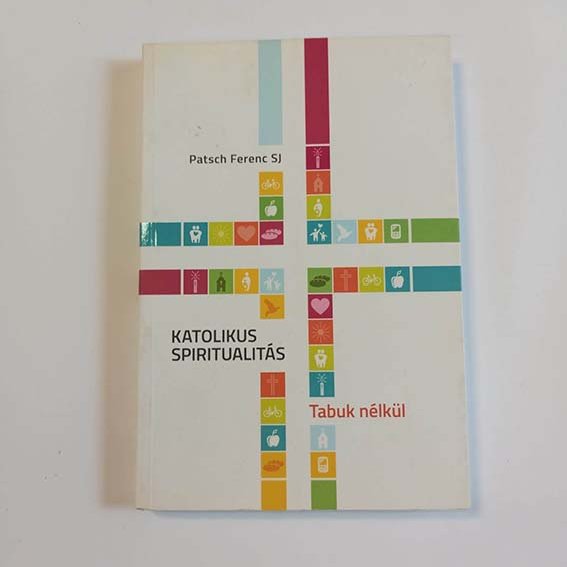 Patsch Ferenc SJ
KATOLIKUS
SPIRITUALITÁS
Tabuk nélkül